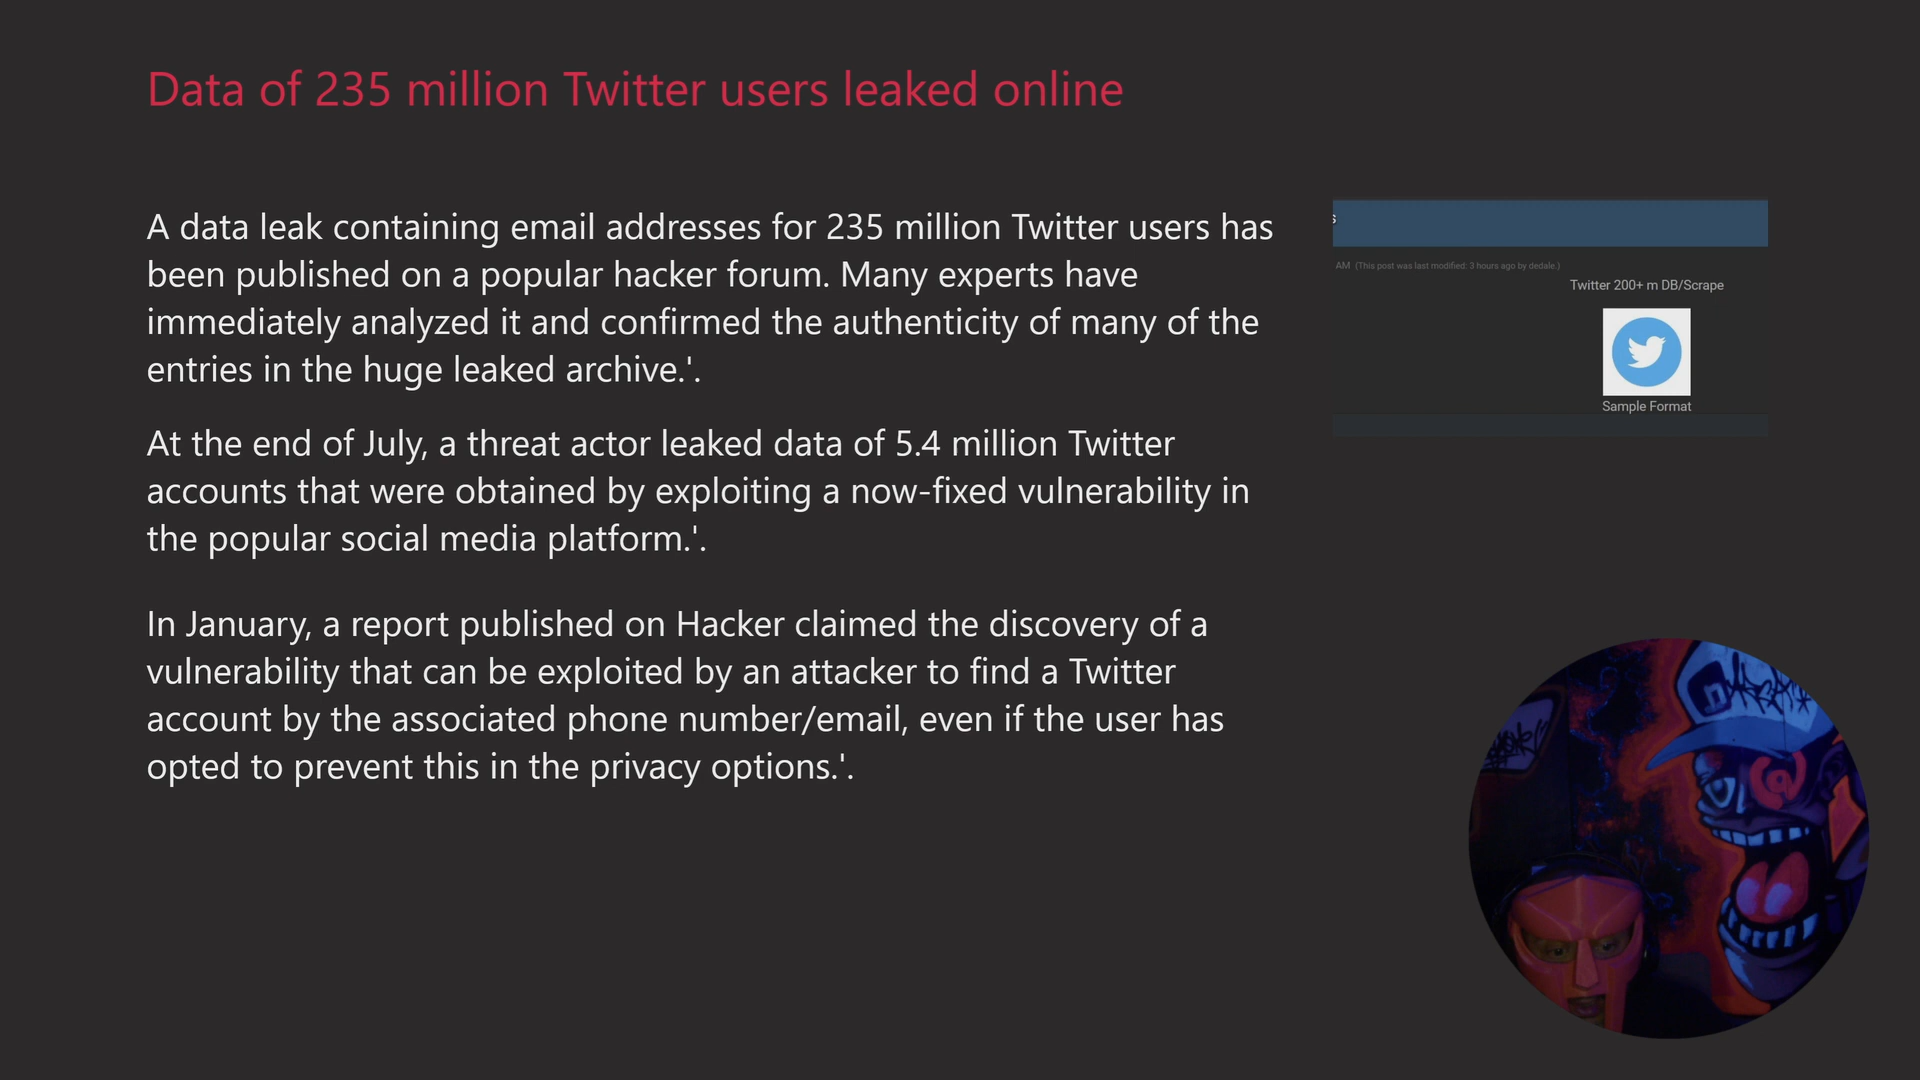 Data of 235 million Twitter users leaked online
A data leak containing email addresses for 235 million Twitter users has
been published on a popular hacker forum. Many experts have
immediately analyzed it and confirmed the authenticity of many of the
entries in the huge leaked archive.'.
At the end of July, a threat actor leaked data of 5.4 million Twitter
accounts that were obtained by exploiting a now-fixed vulnerability in
the popular social media platform.'.
In January, a report published on Hacker claimed the discovery of a
vulnerability that can be exploited by an attacker to find a Twitter
account by the associated phone number/email, even if the user has
opted to prevent this in the privacy options.'.
s
AM (This post was last modified: 3 hours ago by dedale.)
Twitter 200+ m DB/Scrape
Sample Format